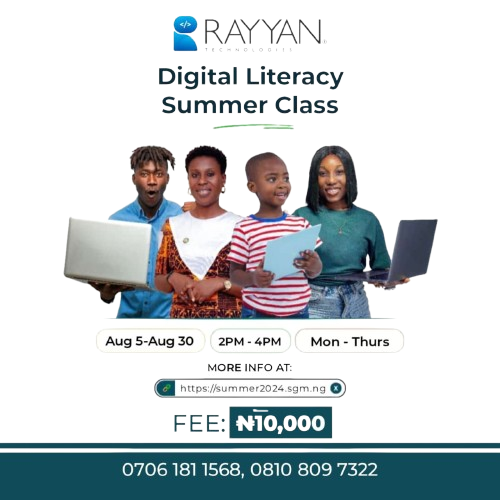 </>
RAYYAN
TECHNOLOGIES
Digital Literacy
Summer Class
Aug 5-Aug 30
2PM - 4PM
Mon - Thurs
MORE INFO AT:
https://summer2024.sgm.ng
X
FEE: ₦10,000
0706 181 1568, 0810 809 7322